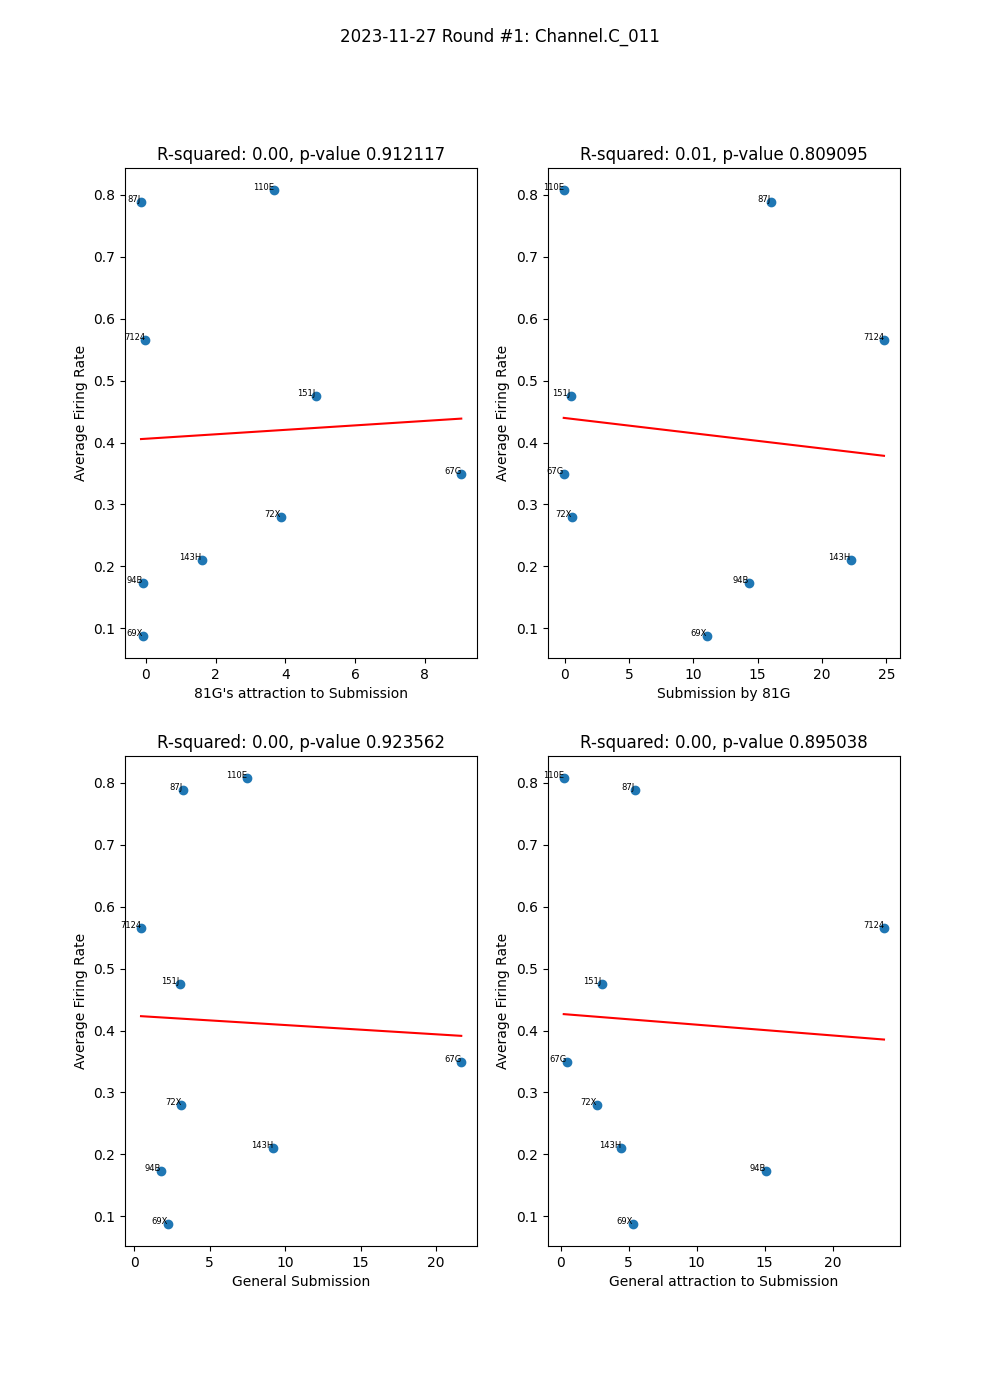 2023-11-27 Round #1: Channel.C_011
R-squared: 0.00, p-value 0.912117
Average Firing Rate
0.8
0.7
0.6
0.5
0.4
0.3
0.2
0.1
87J
110E
7124
151J
67G
72X
143H
94B
69X
0 2 4 6 8
81G's attraction to Submission
R-squared: 0.01, p-value 0.809095
Average Firing Rate
0.8
0.7
0.6
0.5
0.4
0.3
0.2
0.1
110E
87J
7124
151J
67G
72X
143H
94B
69X
0 5 10 15 20 25
Submission by 81G
R-squared: 0.00, p-value 0.923562
Average Firing Rate
0.8
0.7
0.6
0.5
0.4
0.3
0.2
0.1
110E
87J
7124
151J
67G
72X
143H
94B
69X
0 5 10 15 20
General Submission
R-squared: 0.00, p-value 0.895038
Average Firing Rate
0.8
0.7
0.6
0.5
0.4
0.3
0.2
0.1
110E
87J
7124
151J
67G
72X
143H
94B
69X
0 5 10 15 20
General attraction to Submission